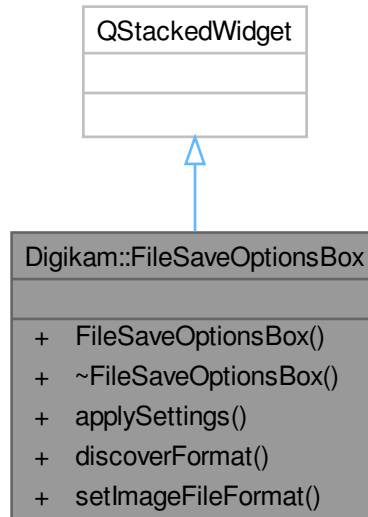 QStackedWidget
Digikam::FileSaveOptionsBox
+ FileSaveOptionsBox()
+ ~FileSaveOptionsBox()
+ applySettings()
+ discoverFormat()
+ setImageFileFormat()